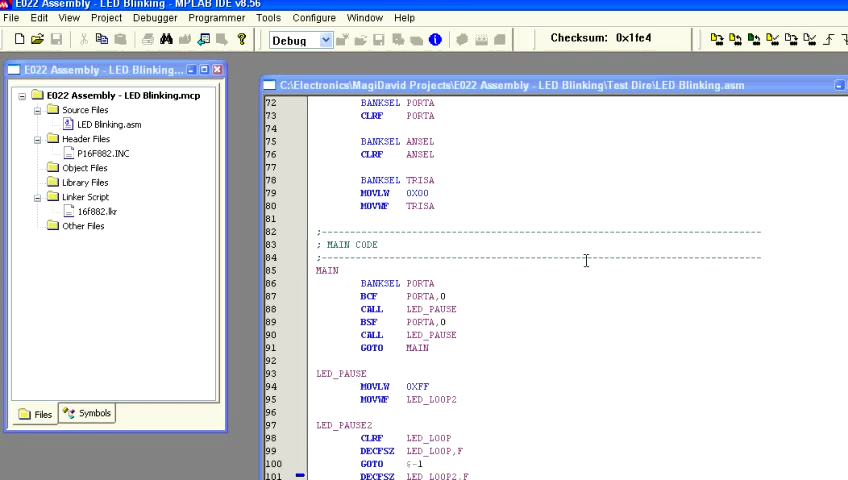 E022 Assembly - LED Blinking - MPLAB IDE v8.56
File Edit View Project Debugger Programmer Tools Configure Window Help
Debug
Checksum: 0x1fe4
E022 Assembly - LED Blinking...
E022 Assembly - LED Blinking.mcp
Source Files
LED Blinking.asm
Header Files
P16F882.INC
Object Files
Library Files
Linker Script
16f882.lkr
Other Files
Files
Symbols
C:\Electronics\MagiDavid Projects\E022 Assembly - LED Blinking\Test Dire\LED Blinking.asm
72 BANKSEL PORTA
73 CLRF PORTA
74
75 BANKSEL ANSEL
76 CLRF ANSEL
77
78 BANKSEL TRISA
79 MOVLW 0X00
80 MOVWF TRISA
81
82 ;-----------------------------------------------------------------------
83 ; MAIN CODE
84 ;-----------------------------------------------------------------------
85 MAIN
86 BANKSEL PORTA
87 BCF PORTA,0
88 CALL LED_PAUSE
89 BSF PORTA,0
90 CALL LED_PAUSE
91 GOTO MAIN
92
93 LED_PAUSE
94 MOVLW 0XFF
95 MOVWF LED_LOOP2
96
97 LED_PAUSE2
98 CLRF LED_LOOP
99 DECFSZ LED_LOOP,F
100 GOTO $-1
101 DECFSZ LED_LOOP2,F